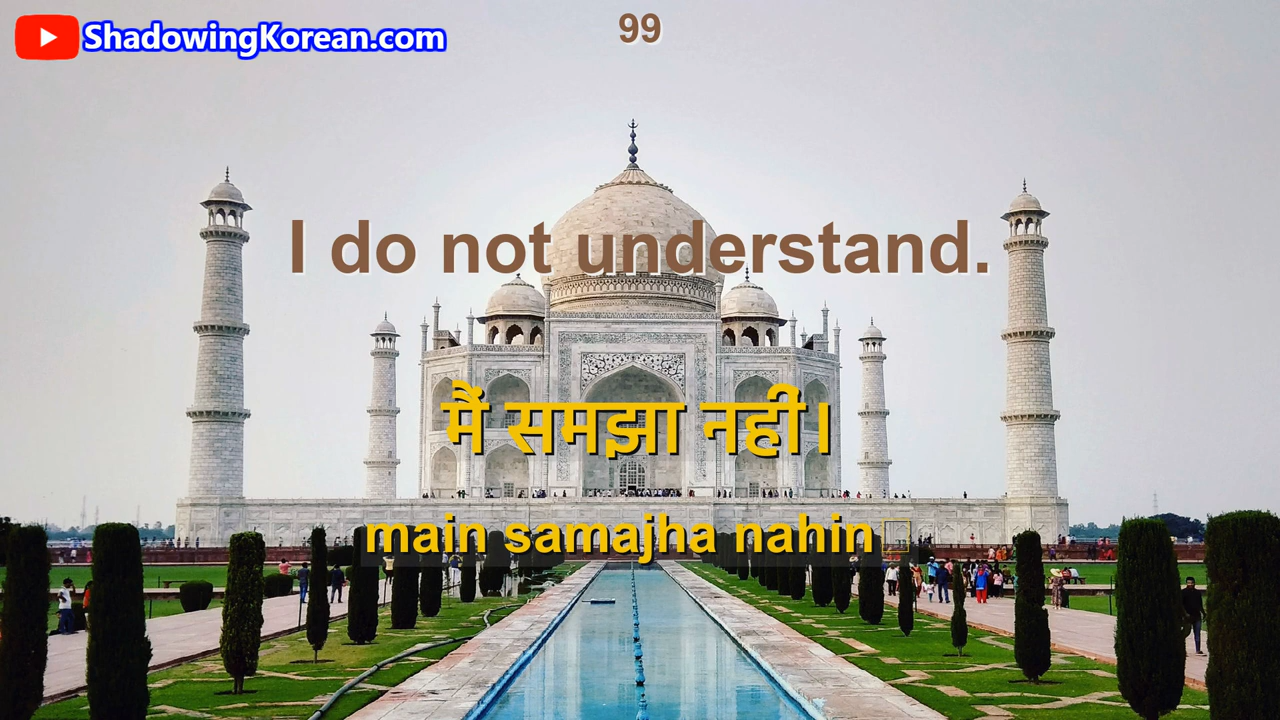 ShadowingKorean.com
99
I do not understand.
मैं समझा नहीं।
main samajha nahin